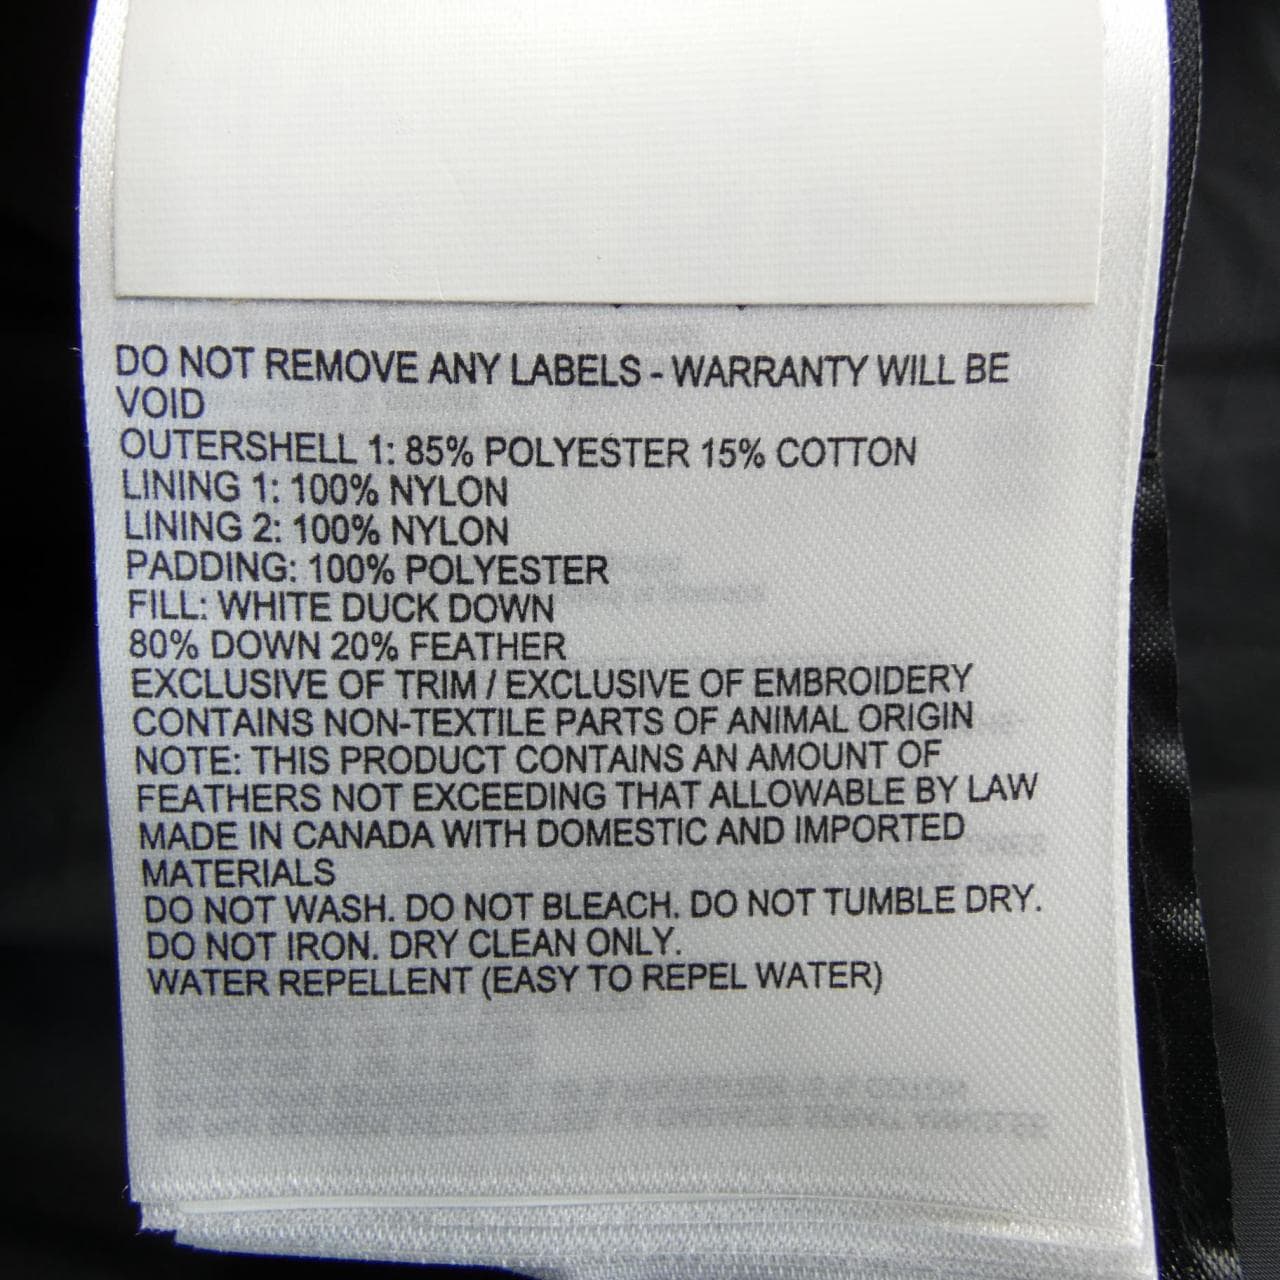 DO NOT REMOVE ANY LABELS - WARRANTY WILL BE
VOID
OUTERSHELL 1: 85% POLYESTER 15% COTTON
LINING 1: 100% NYLON
LINING 2: 100% NYLON
PADDING: 100% POLYESTER
FILL: WHITE DUCK DOWN
80% DOWN 20% FEATHER
EXCLUSIVE OF TRIM / EXCLUSIVE OF EMBROIDERY
CONTAINS NON-TEXTILE PARTS OF ANIMAL ORIGIN
NOTE: THIS PRODUCT CONTAINS AN AMOUNT OF
FEATHERS NOT EXCEEDING THAT ALLOWABLE BY LAW
MADE IN CANADA WITH DOMESTIC AND IMPORTED
MATERIALS
DO NOT WASH. DO NOT BLEACH. DO NOT TUMBLE DRY.
DO NOT IRON. DRY CLEAN ONLY.
WATER REPELLENT (EASY TO REPEL WATER)